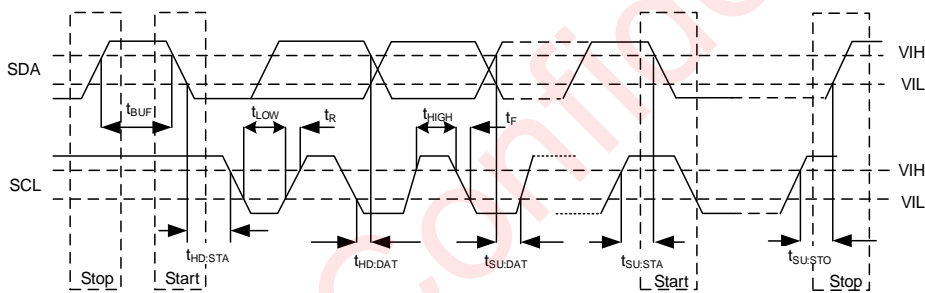 SDA
VIH
VIL
tBUF
tLOW
tR
tHIGH
tF
SCL
VIH
VIL
tHD:STA
tHD:DAT
tSU:DAT
tSU:STA
tSU:STO
Stop
Start
Start
Stop